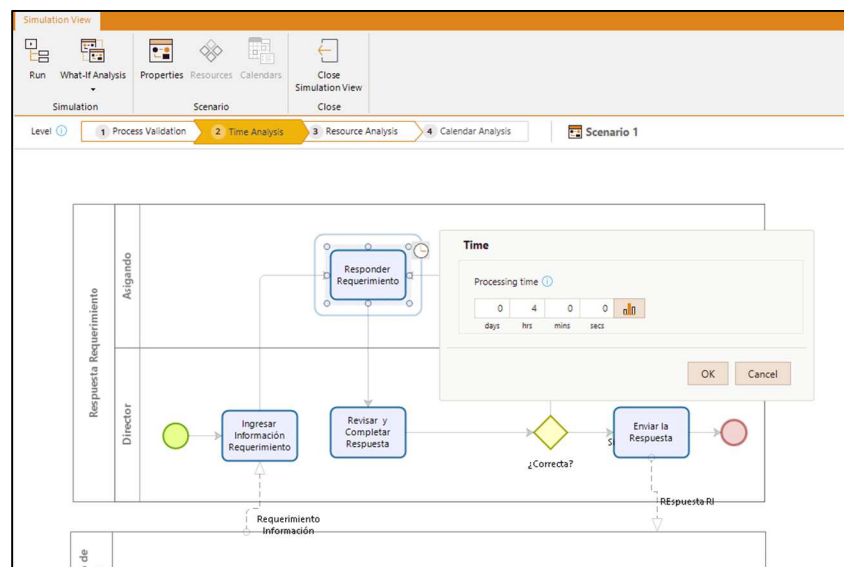 Simulation View
Run
What-If Analysis
Properties
Resources
Calendars
Close
Simulation View
Simulation
Scenario
Close
Level
1 Process Validation
2 Time Analysis
3 Resource Analysis
4 Calendar Analysis
Scenario 1
Respuesta Requerimiento
Asigando
Responder
Requerimiento
Time
Processing time
0 4 0 0
days hrs mins secs
OK
Cancel
Director
Ingresar
Información
Requerimiento
Revisar y
Completar
Respuesta
¿Correcta?
Enviar la
Respuesta
Requerimiento
Información
REspuesta RI
de